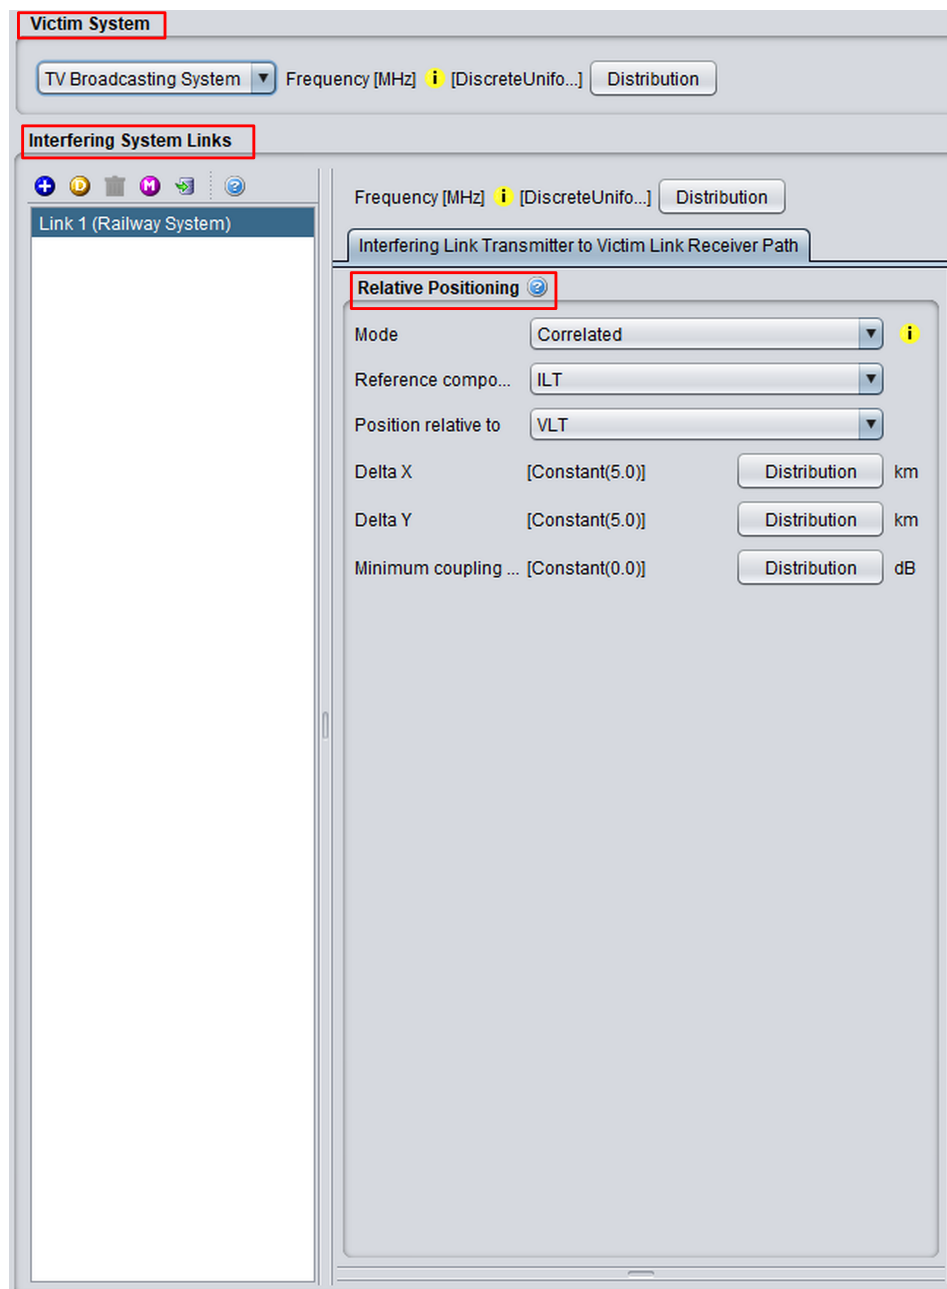 Victim System
TV Broadcasting System Frequency [MHz] i [DiscreteUnifo...] Distribution
Interfering System Links
D M ?
Link 1 (Railway System)
Frequency [MHz] i [DiscreteUnifo...] Distribution
Interfering Link Transmitter to Victim Link Receiver Path
Relative Positioning ?
Mode Correlated i
Reference compo... ILT
Position relative to VLT
Delta X [Constant(5.0)] Distribution km
Delta Y [Constant(5.0)] Distribution km
Minimum coupling ... [Constant(0.0)] Distribution dB